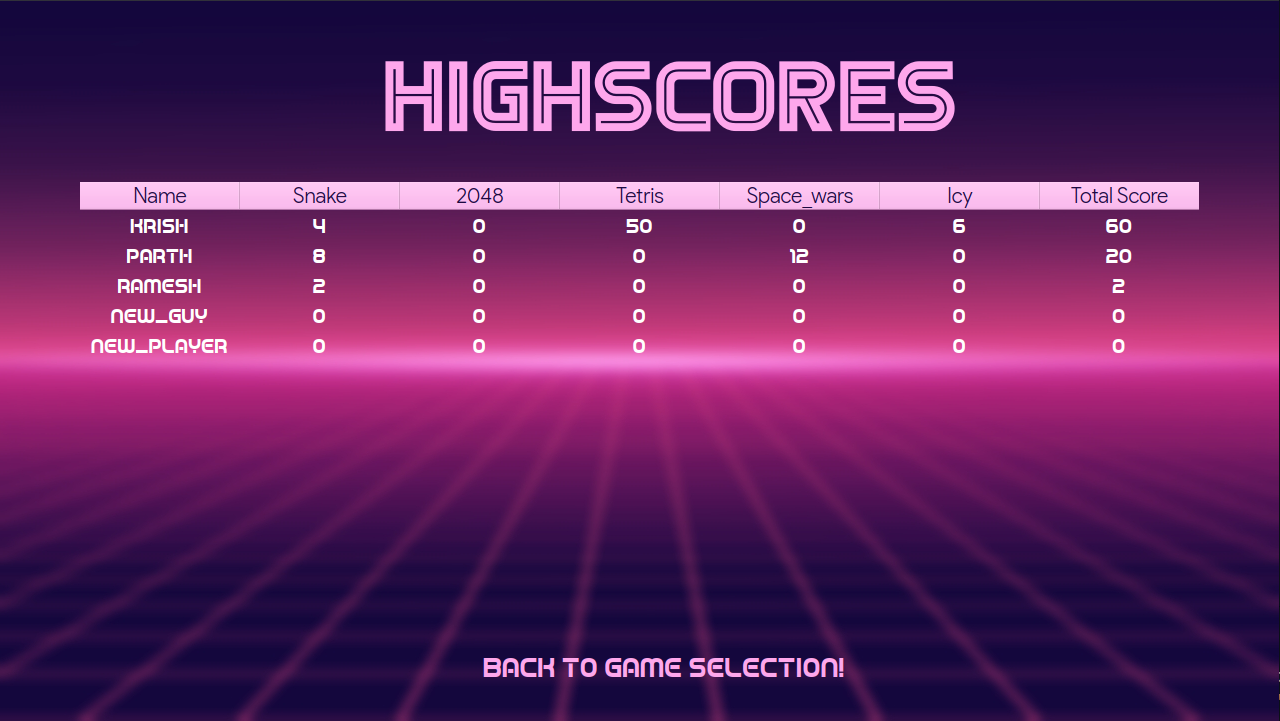 HIGHSCORES
Name Snake 2048 Tetris Space_wars Icy Total Score
KRISH 4 0 50 0 6 60
PARTH 8 0 0 12 0 20
RAMESH 2 0 0 0 0 2
NEW_GUY 0 0 0 0 0 0
NEW_PLAYER 0 0 0 0 0 0
BACK TO GAME SELECTION!